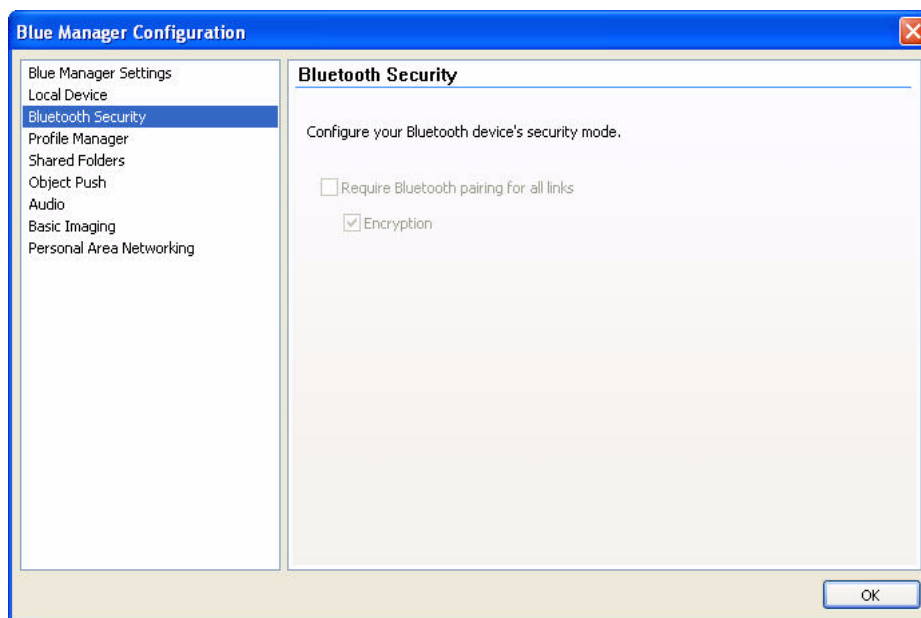 Blue Manager Configuration
Blue Manager Settings
Local Device
Bluetooth Security
Profile Manager
Shared Folders
Object Push
Audio
Basic Imaging
Personal Area Networking
Bluetooth Security
Configure your Bluetooth device's security mode.
Require Bluetooth pairing for all links
Encryption
OK